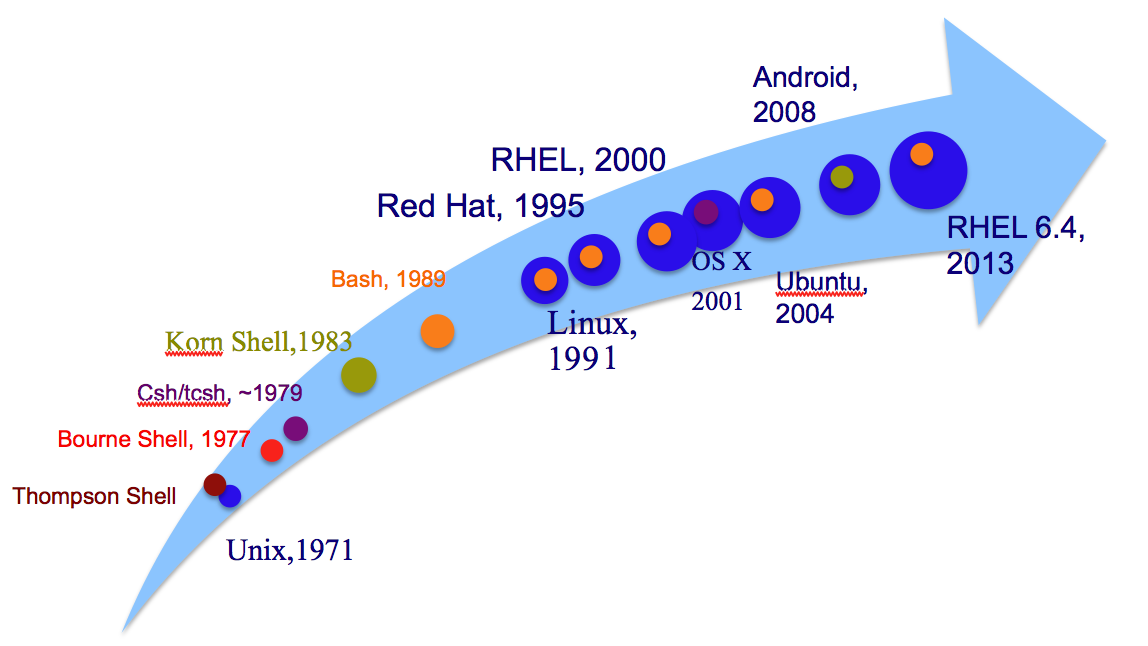 Android,
2008
RHEL, 2000
Red Hat, 1995
RHEL 6.4,
2013
OS X
2001
Ubuntu,
2004
Bash, 1989
Linux,
1991
Korn Shell,1983
Csh/tcsh, ~1979
Bourne Shell, 1977
Thompson Shell
Unix,1971